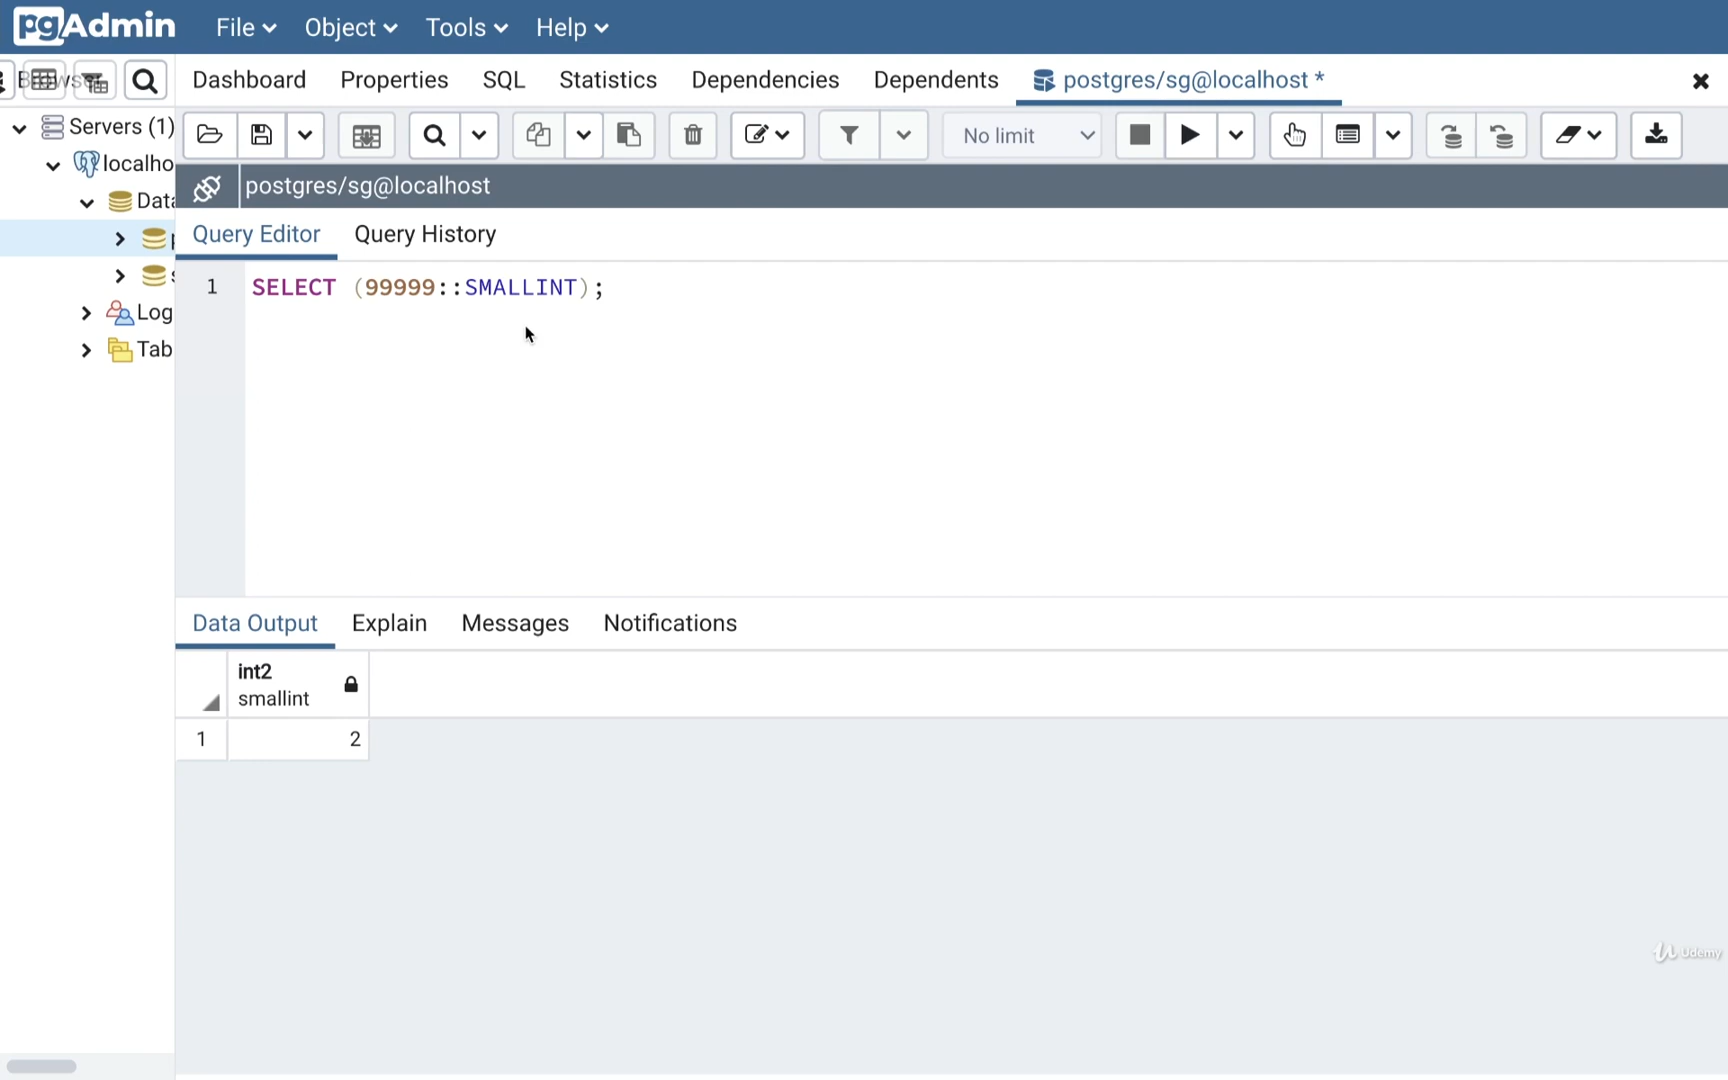 pgAdmin File Object Tools Help
Dashboard Properties SQL Statistics Dependencies Dependents postgres/sg@localhost *
Servers (1)
No limit
localho
postgres/sg@localhost
Data
Query Editor Query History
1 SELECT (99999::SMALLINT);
Log
Tab
Data Output Explain Messages Notifications
int2
smallint
1 2
Udemy